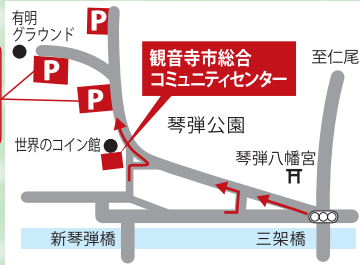 有明
グラウンド
P
P
P
観音寺市総合
コミュニティセンター
至仁尾
琴弾公園
世界のコイン館
琴弾八幡宮
新琴弾橋
三架橋